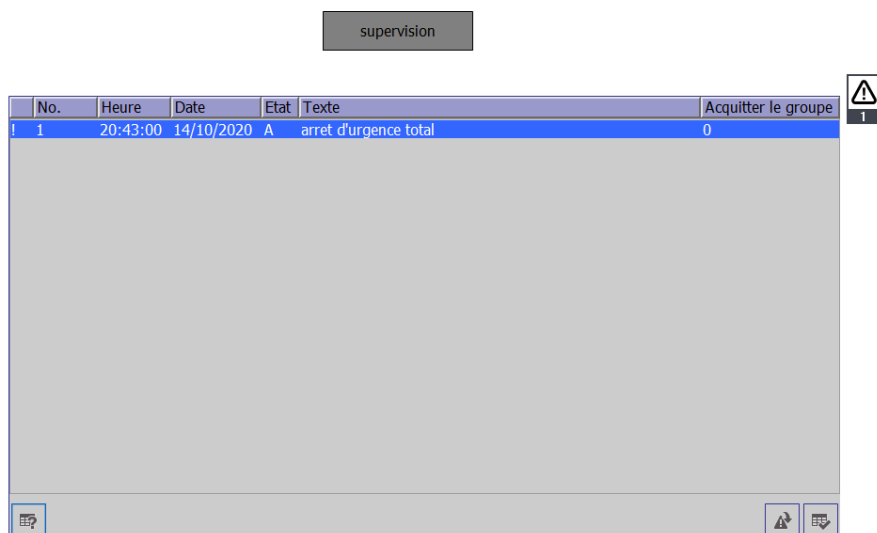 supervision
No. Heure Date Etat Texte Acquitter le groupe
! 1 20:43:00 14/10/2020 A arret d'urgence total 0
1